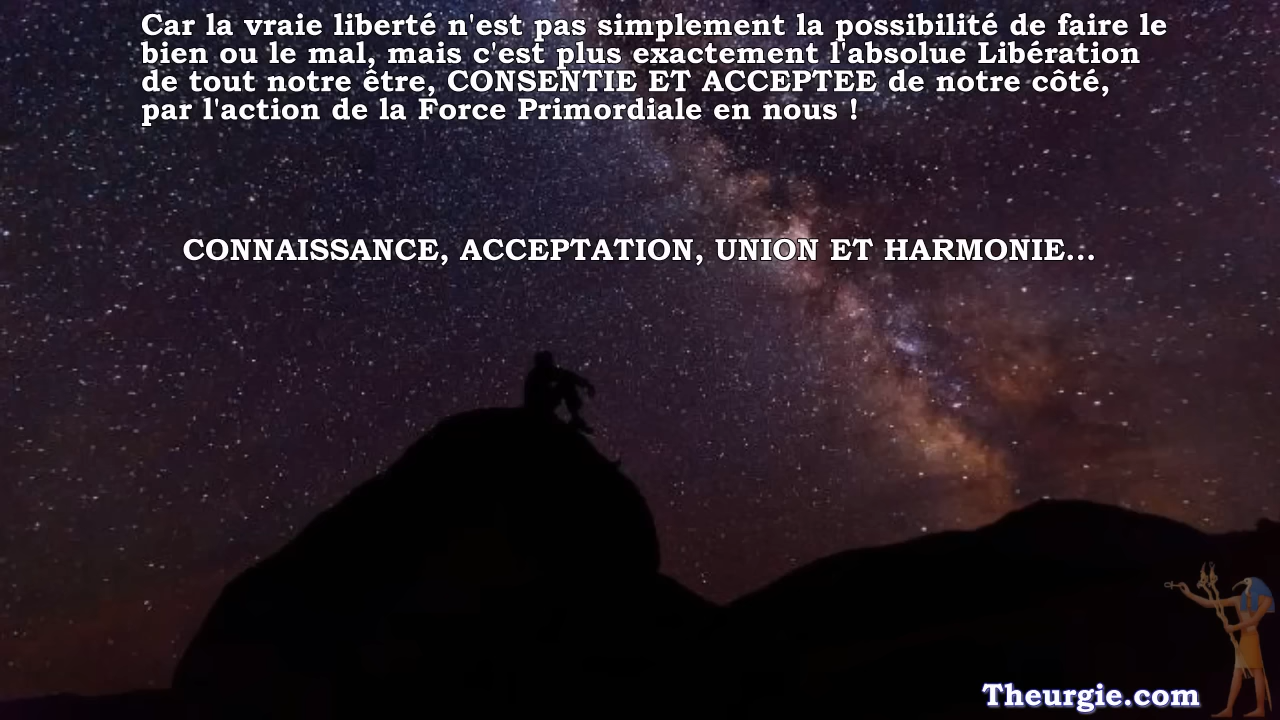 Car la vraie liberté n'est pas simplement la possibilité de faire le
bien ou le mal, mais c'est plus exactement l'absolue Libération
de tout notre être, CONSENTIE ET ACCEPTEE de notre côté,
par l'action de la Force Primordiale en nous !
CONNAISSANCE, ACCEPTATION, UNION ET HARMONIE...
Theurgie.com